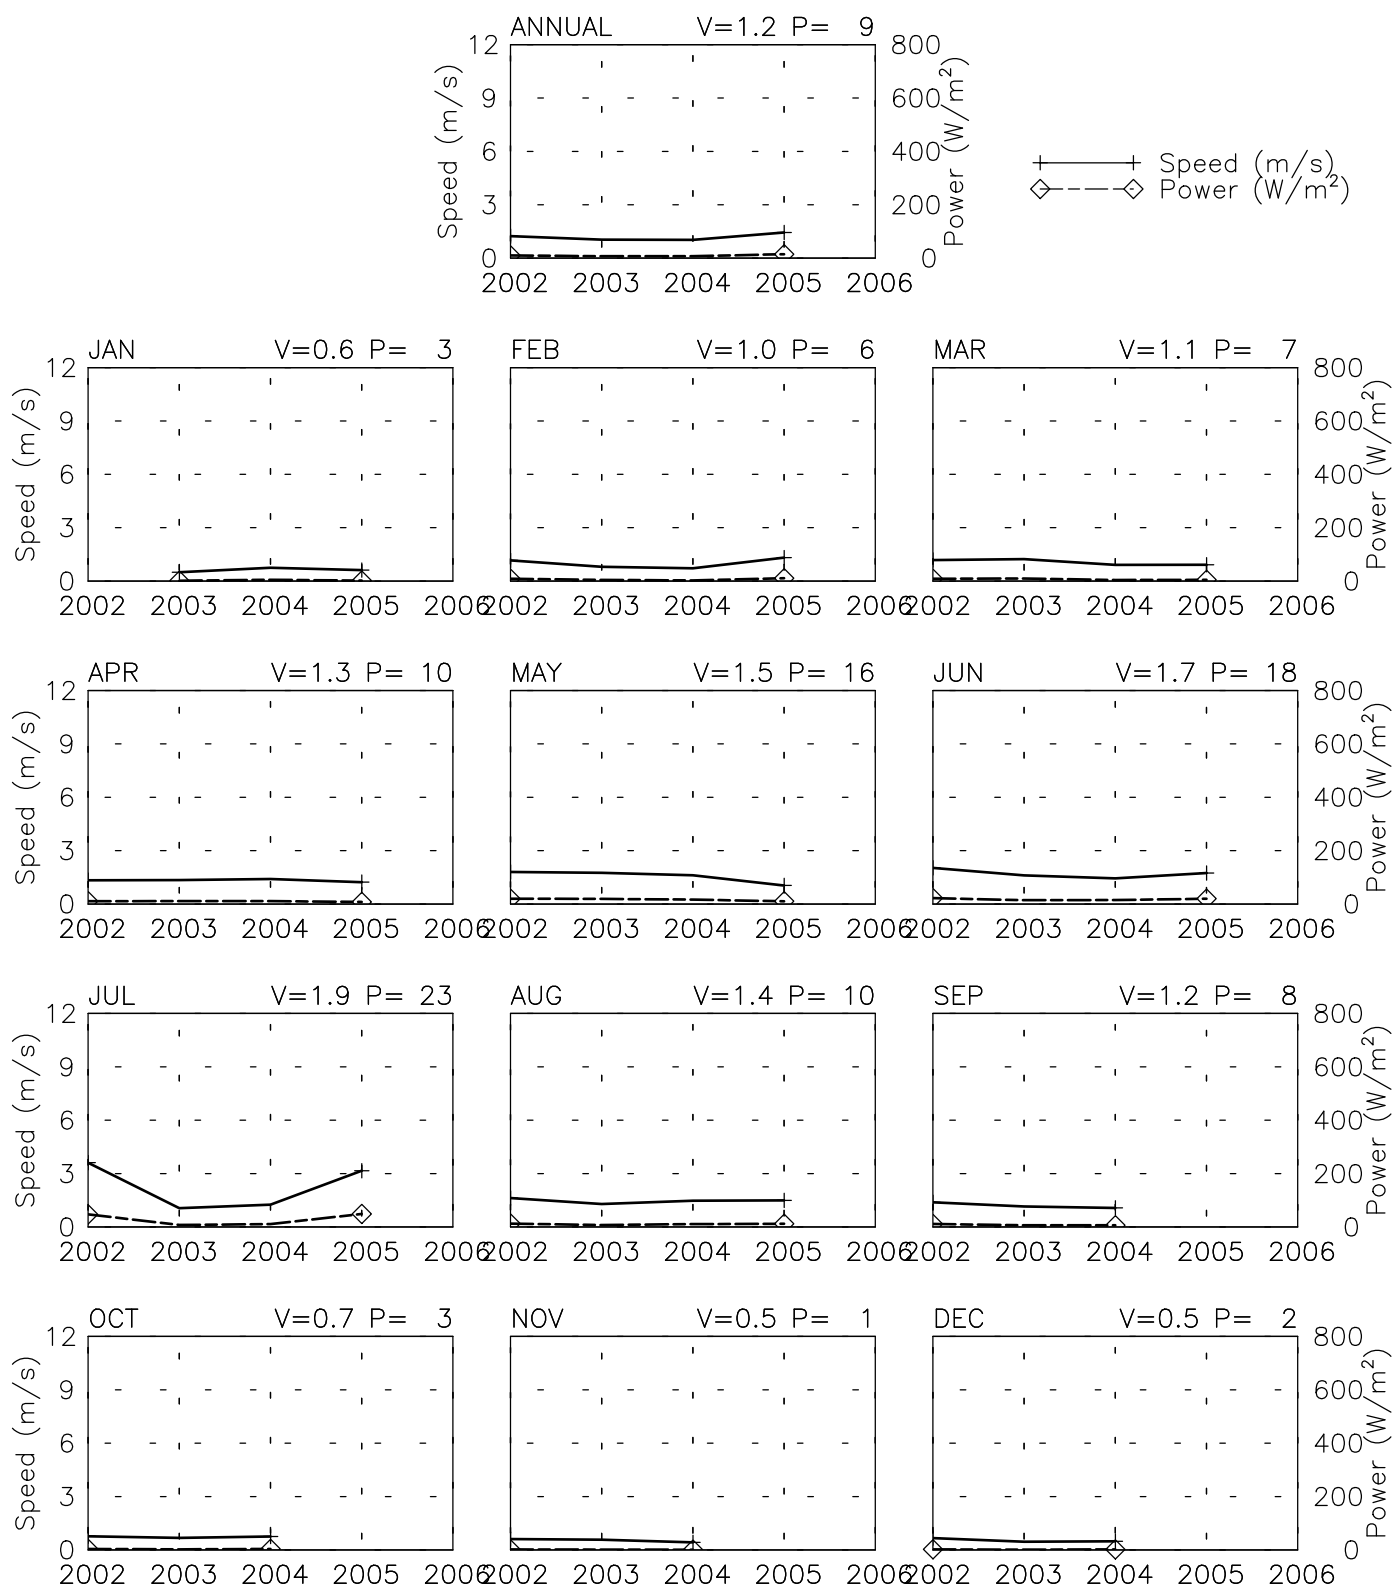 ANNUAL V=1.2 P= 9
12 9 6 3 0
Speed (m/s)
800 600 400 200 0
Power (W/m²)
2002 2003 2004 2005 2006
Speed (m/s)
Power (W/m²)
JAN V=0.6 P= 3
FEB V=1.0 P= 6
MAR V=1.1 P= 7
12 9 6 3 0
Speed (m/s)
800 600 400 200 0
Power (W/m²)
2002 2003 2004 2005 2006
2002 2003 2004 2005 2006
2002 2003 2004 2005 2006
APR V=1.3 P= 10
MAY V=1.5 P= 16
JUN V=1.7 P= 18
12 9 6 3 0
Speed (m/s)
800 600 400 200 0
Power (W/m²)
2002 2003 2004 2005 2006
2002 2003 2004 2005 2006
2002 2003 2004 2005 2006
JUL V=1.9 P= 23
AUG V=1.4 P= 10
SEP V=1.2 P= 8
12 9 6 3 0
Speed (m/s)
800 600 400 200 0
Power (W/m²)
2002 2003 2004 2005 2006
2002 2003 2004 2005 2006
2002 2003 2004 2005 2006
OCT V=0.7 P= 3
NOV V=0.5 P= 1
DEC V=0.5 P= 2
12 9 6 3 0
Speed (m/s)
800 600 400 200 0
Power (W/m²)
2002 2003 2004 2005 2006
2002 2003 2004 2005 2006
2002 2003 2004 2005 2006